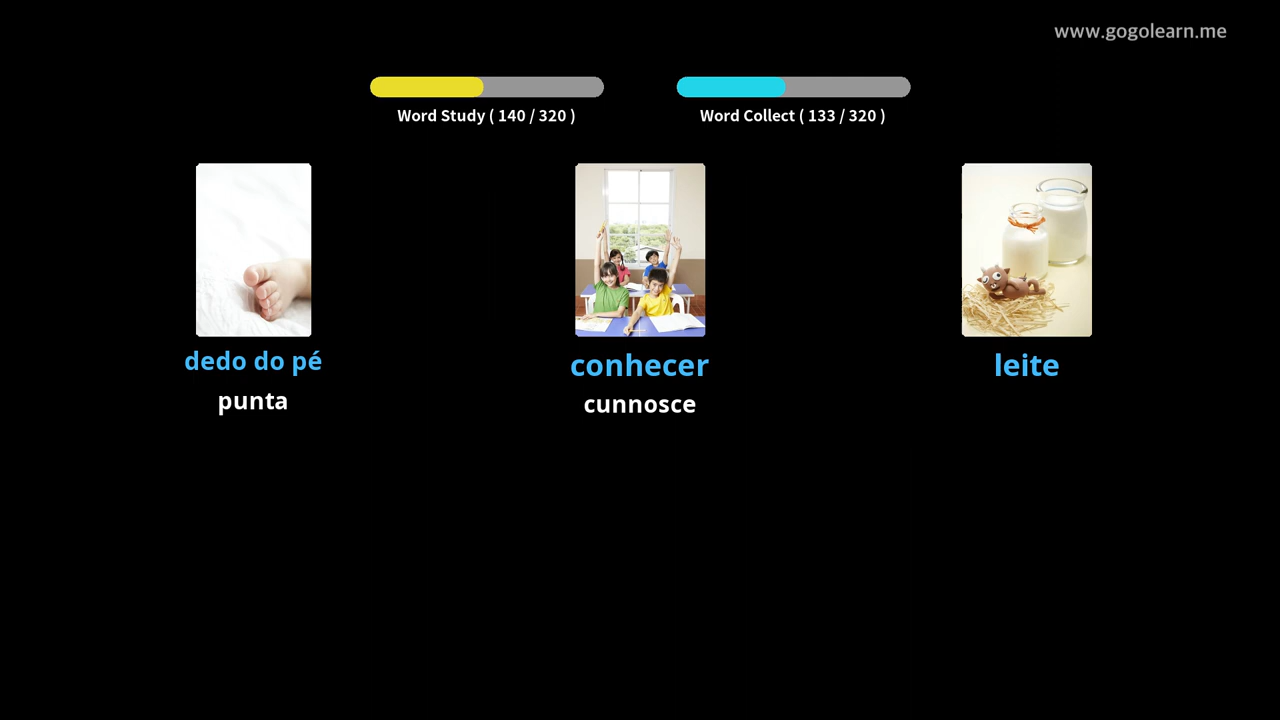 www.gogolearn.me
Word Study ( 140 / 320 )
Word Collect ( 133 / 320 )
dedo do pé
punta
conhecer
cunnosce
leite